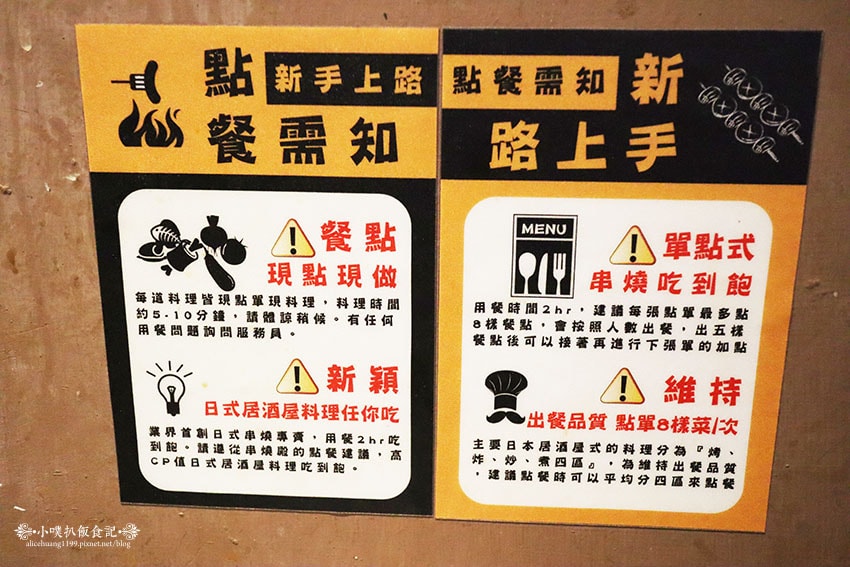 點 新手上路
餐需知
餐點
現點現做
每道料理皆現點單現料理，料理時間
約5-10分鐘，請體諒稍候。有任何
用餐問題詢問服務員。
新穎
日式居酒屋料理任你吃
業界首創日式串燒專賣，用餐2hr吃
到飽。請遵從串燒殿的點餐建議，高
CP值日式居酒屋料理吃到飽。
點餐需知 新
路上手
MENU
單點式
串燒吃到飽
用餐時間2hr，建議每張點單最多點
8樣餐點，會按照人數出餐，出五樣
餐點後可以接著再進行下張單的加點
維持
出餐品質 點單8樣菜/次
主要日本居酒屋式的料理分為『烤、
炸、炒、煮四區』，為維持出餐品質
，建議點餐時可以平均分四區來點餐
小噗扒飯食記
alicehuang1199.pixnet.net/blog